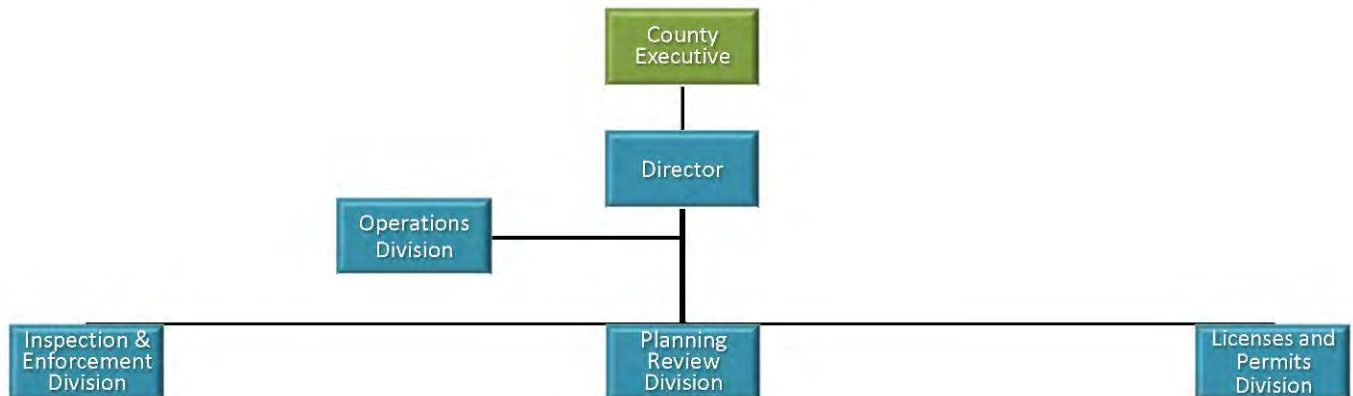 County
Executive
Director
Operations
Division
Inspection &
Enforcement
Division
Planning
Review
Division
Licenses and
Permits
Division